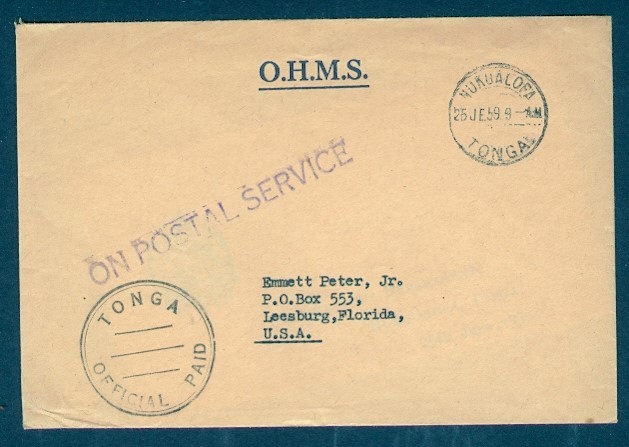 O.H.M.S.
NUKUALOFA
25 JE 59. 9 - AM
TONGA
ON POSTAL SERVICE
Emmett Peter, Jr.
P.O.Box 553,
Leesburg,Florida,
U.S.A.
TONGA
OFFICIAL PAID